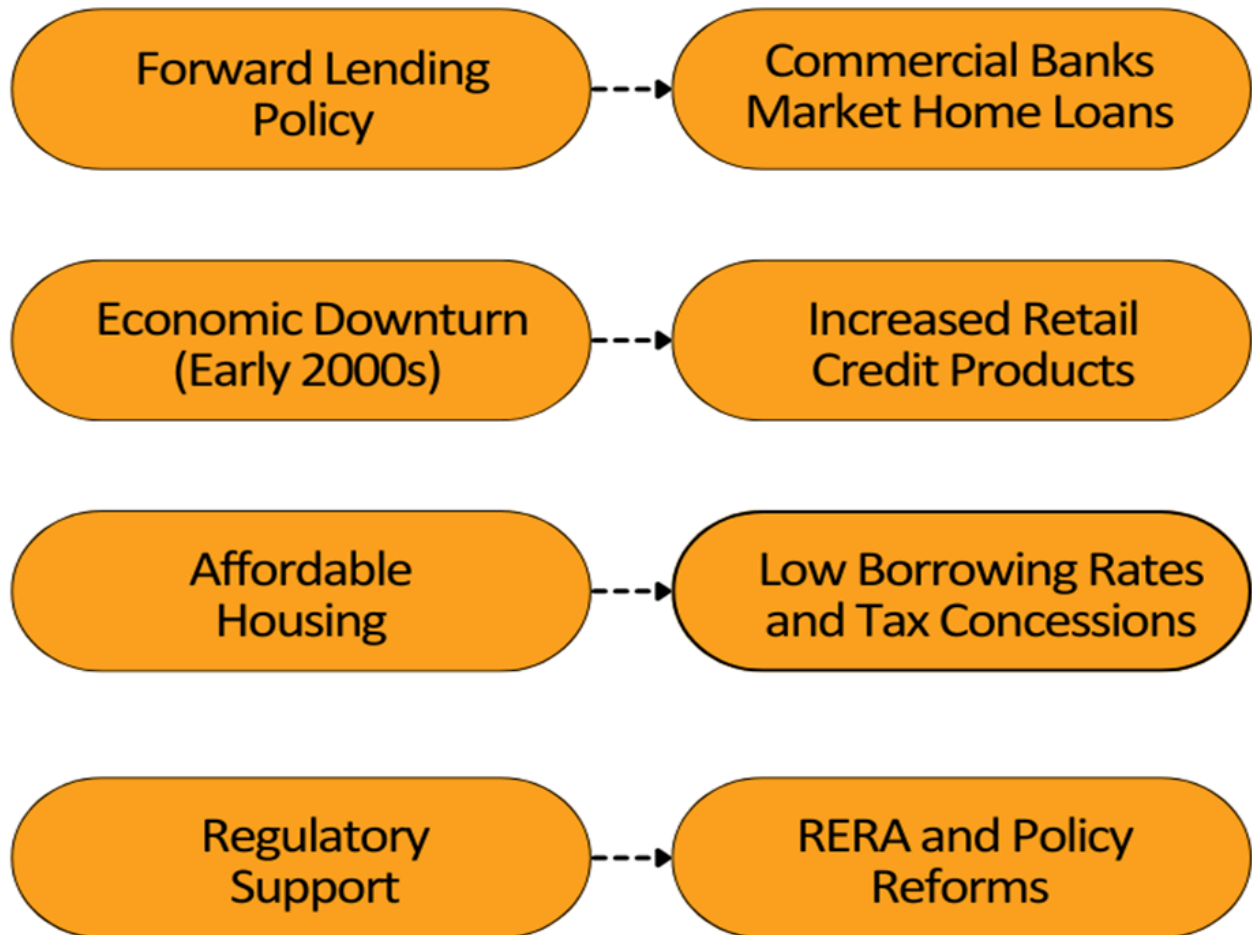 Forward Lending
Policy
Commercial Banks
Market Home Loans
Economic Downturn
(Early 2000s)
Increased Retail
Credit Products
Affordable
Housing
Low Borrowing Rates
and Tax Concessions
Regulatory
Support
RERA and Policy
Reforms